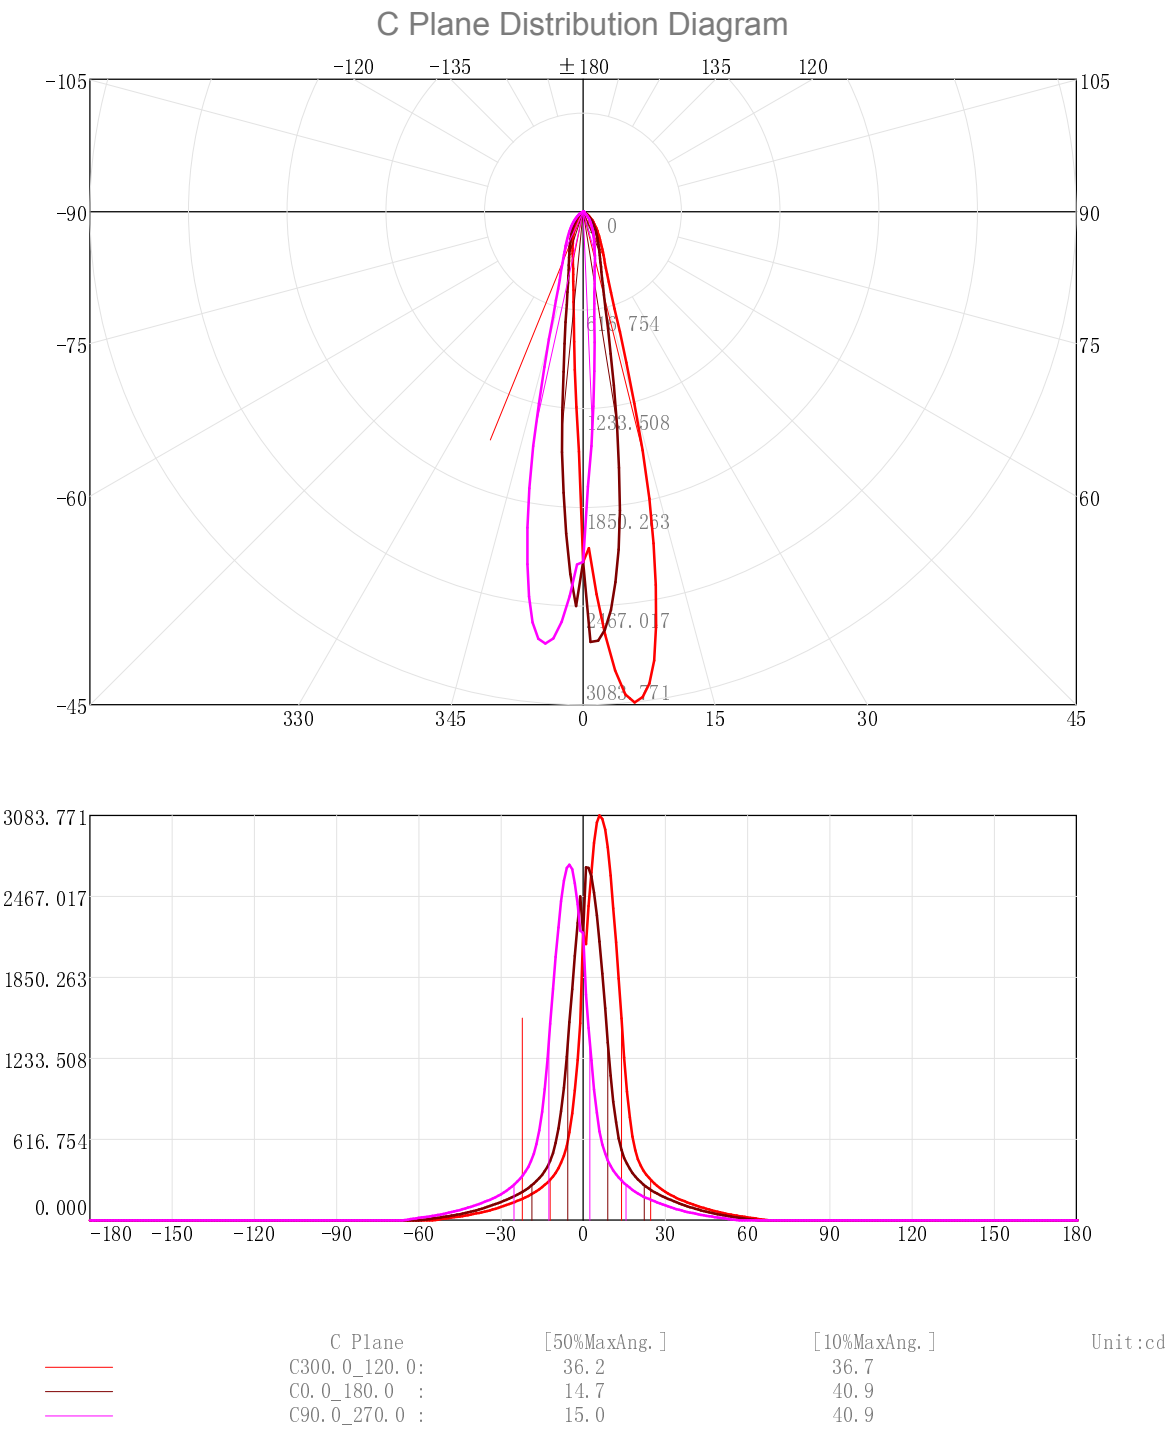 C Plane Distribution Diagram
-120 -135 ±180 135 120
-105 105
-90 90
0
616.754
-75 75
1233.508
-60 60
1850.263
2467.017
3083.771
-45 330 345 0 15 30 45
3083.771
2467.017
1850.263
1233.508
616.754
0.000
-180 -150 -120 -90 -60 -30 0 30 60 90 120 150 180
C Plane [50%MaxAng.] [10%MaxAng.] Unit:cd
C300.0_120.0: 36.2 36.7
C0.0_180.0 : 14.7 40.9
C90.0_270.0 : 15.0 40.9